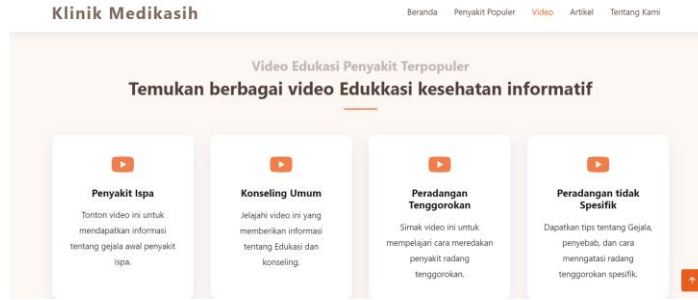 Klinik Medikasih
Beranda Penyakit Populer Video Artikel Tentang Kami
Video Edukasi Penyakit Terpopuler
Temukan berbagai video Edukkasi kesehatan informatif
Penyakit Ispa
Tonton video ini untuk
mendapatkan informasi
tentang gejala awal penyakit
Ispa.
Konseling Umum
Jelajahi video ini yang
memberikan informasi
tentang Edukasi dan
konseling.
Peradangan
Tenggorokan
Simak video ini untuk
mempelajari cara meredakan
penyakit radang
tenggorokan.
Peradangan tidak
Spesifik
Dapatkan tips tentang Gejala,
penyebab, dan cara
menngatasi radang
tenggorokan spesifik.